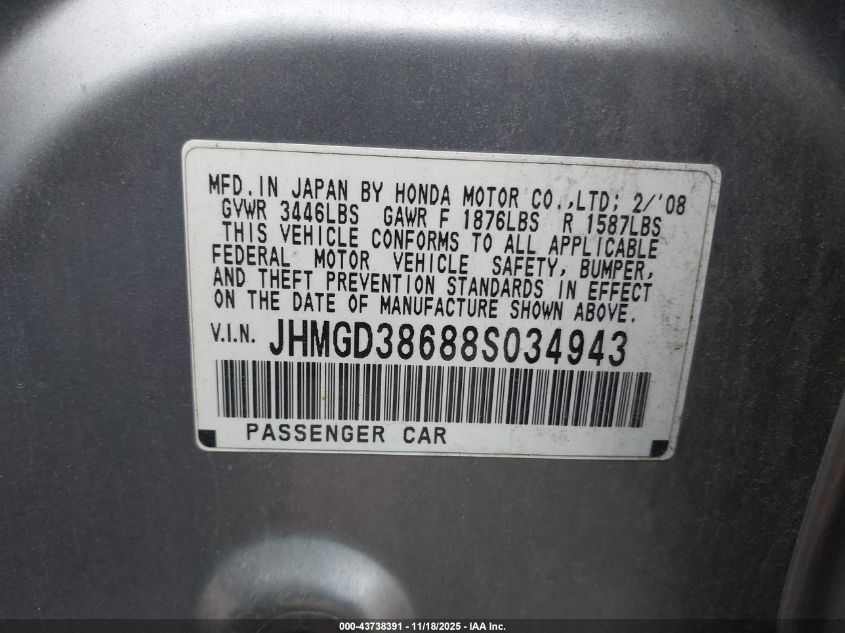 MFD. IN JAPAN BY HONDA MOTOR CO.,LTD; 2/'08
GVWR 3446LBS GAWR F 1876LBS R 1587LBS
THIS VEHICLE CONFORMS TO ALL APPLICABLE
FEDERAL MOTOR VEHICLE SAFETY, BUMPER,
AND THEFT PREVENTION STANDARDS IN EFFECT
ON THE DATE OF MANUFACTURE SHOWN ABOVE.
V.I.N. JHMGD38688S034943
PASSENGER CAR
000-43738391 - 11/18/2025 - IAA Inc.